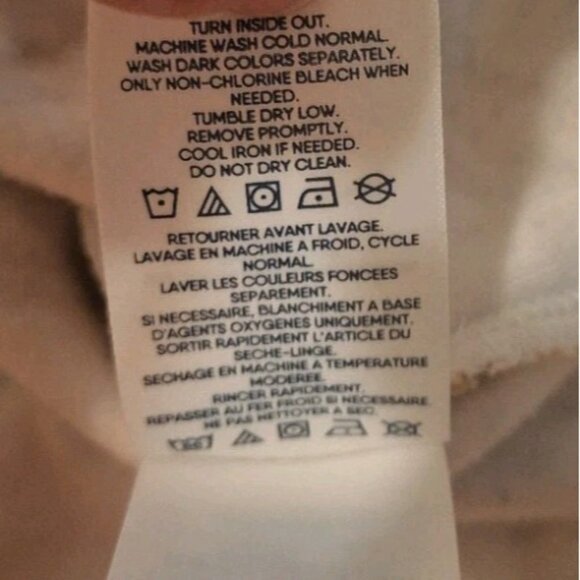 TURN INSIDE OUT.
MACHINE WASH COLD NORMAL
WASH DARK COLORS SEPARATELY.
ONLY NON-CHLORINE BLEACH WHEN
NEEDED.
TUMBLE DRY LOW.
REMOVE PROMPTLY.
COOL IRON IF NEEDED.
DO NOT DRY CLEAN.
RETOURNER AVANT LAVAGE.
LAVAGE EN MACHINE A FROID, CYCLE
NORMAL
LAVER LES COULEURS FONCEES
SEPAREMENT.
SI NECESSAIRE, BLANCHIMENT A BASE
D'AGENTS OXYGENES UNIQUEMENT.
SORTIR RAPIDEMENT L'ARTICLE DU
SECHE-LINGE.
SECHAGE EN MACHINE A TEMPERATURE
MODEREE.
RINCER RAPIDEMENT.
REPASSER AU FER FROID SI NECESSAIRE
NE PAS NETTOYER A SEC.